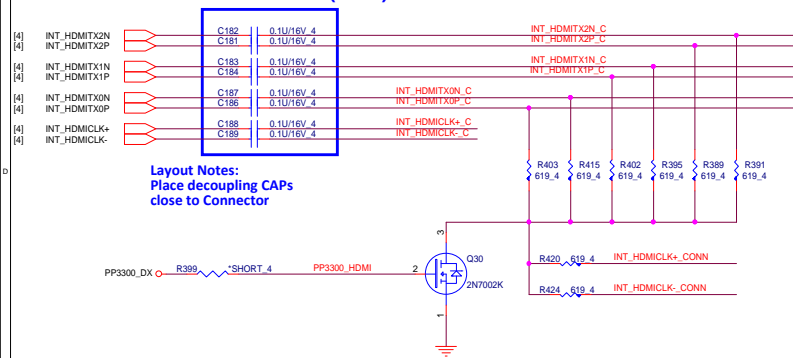 [4] INT_HDMITX2N C182 0.1U/16V_4 INT_HDMITX2N_C
[4] INT_HDMITX2P C181 0.1U/16V_4 INT_HDMITX2P_C
[4] INT_HDMITX1N C183 0.1U/16V_4 INT_HDMITX1N_C
[4] INT_HDMITX1P C184 0.1U/16V_4 INT_HDMITX1P_C
[4] INT_HDMITX0N C187 0.1U/16V_4 INT_HDMITX0N_C
[4] INT_HDMITX0P C186 0.1U/16V_4 INT_HDMITX0P_C
[4] INT_HDMICLK+ C188 0.1U/16V_4 INT_HDMICLK+_C
[4] INT_HDMICLK- C189 0.1U/16V_4 INT_HDMICLK-_C
D
Layout Notes:
Place decoupling CAPs
close to Connector
R403 R415 R402 R395 R389 R391
619_4 619_4 619_4 619_4 619_4 619_4
3
Q30
2N7002K
2
1
PP3300_DX R399 *SHORT_4 PP3300_HDMI
R420 619_4 INT_HDMICLK+_CONN
R424 619_4 INT_HDMICLK-_CONN